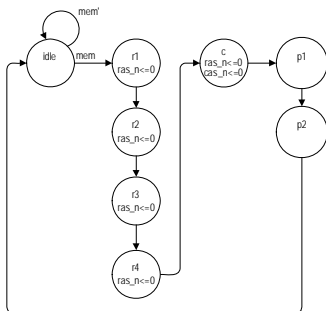 mem'
idle
mem
r1
ras_n<=0
r2
ras_n<=0
r3
ras_n<=0
r4
ras_n<=0
c
ras_n<=0
cas_n<=0
p1
p2